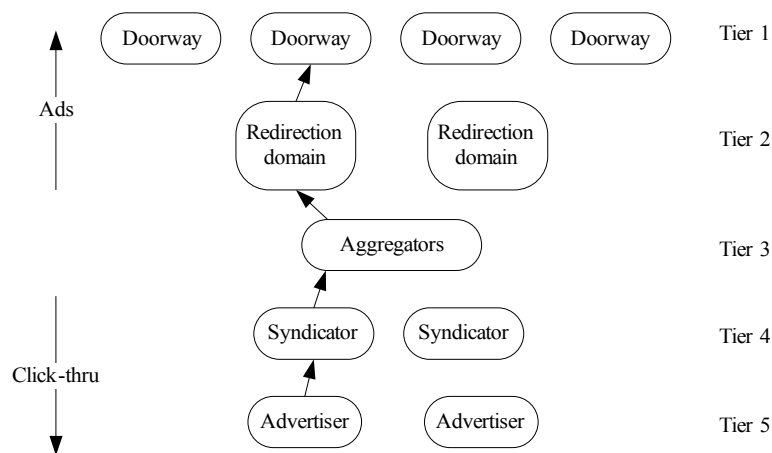 Doorway Doorway Doorway Doorway Tier 1
Ads
Redirection Redirection
domain domain Tier 2
Aggregators Tier 3
Syndicator Syndicator Tier 4
Click-thru
Advertiser Advertiser Tier 5